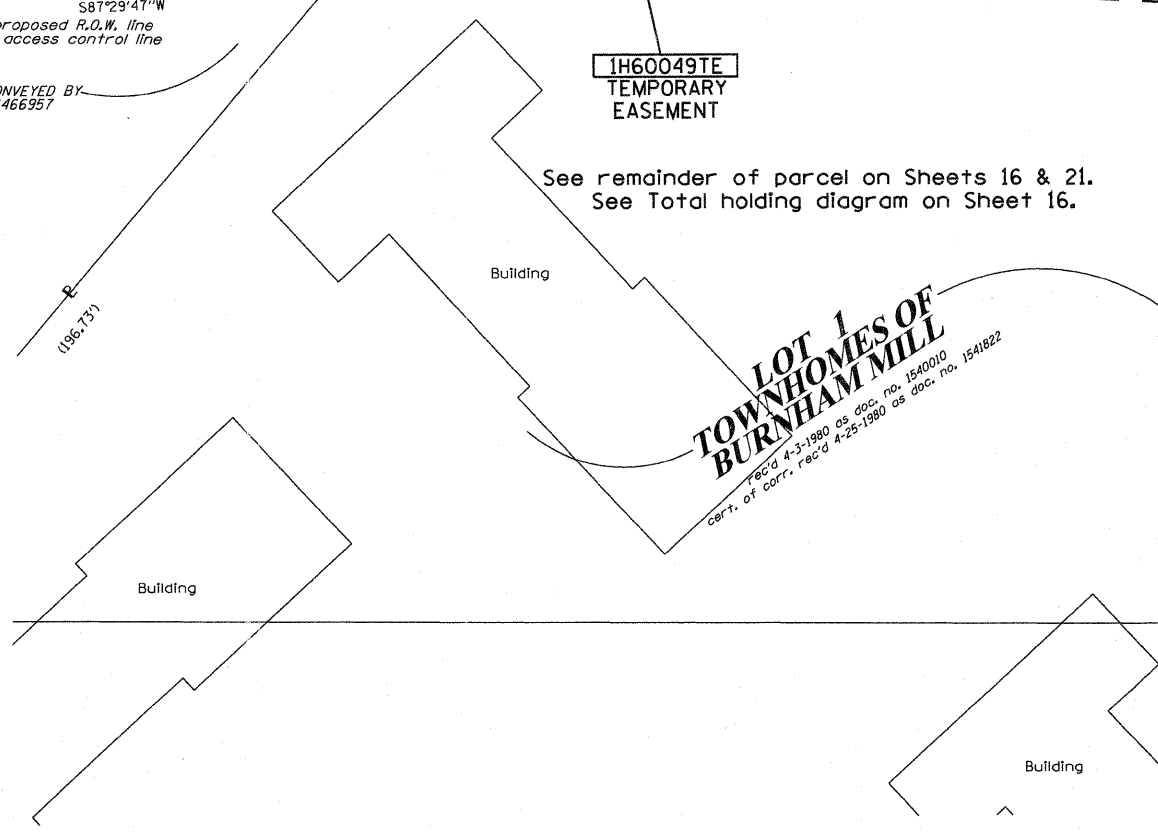 S87°29'47"W
proposed R.O.W. line
access control line
NVEYED BY
466957
1H60049TE
TEMPORARY
EASEMENT
See remainder of parcel on Sheets 16 & 21.
See Total holding diagram on Sheet 16.
Building
(196.73')
LOT 1
TOWNHOMES OF
BURNHAM MILL
rec'd 4-3-1980 as doc. no. 1540010
cert. of corr. rec'd 4-25-1980 as doc. no. 1541822
Building
Building